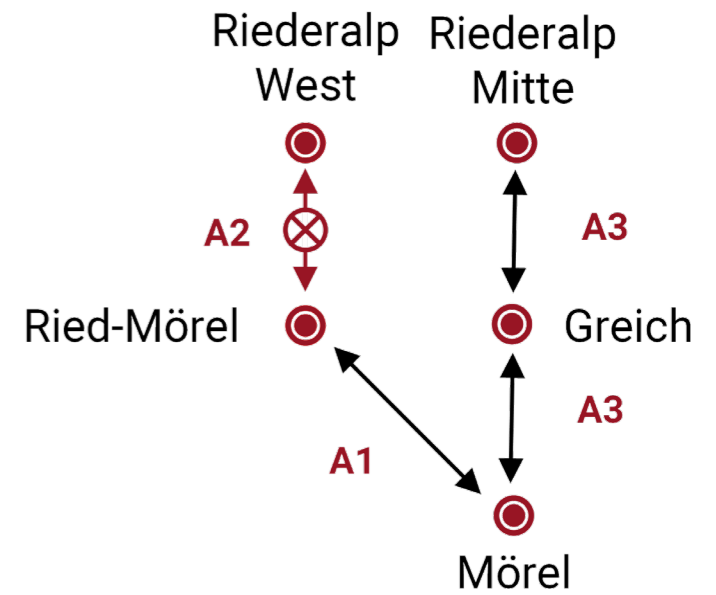 Riederalp
West
Riederalp
Mitte
A2
A3
Ried-Mörel
Greich
A3
A1
Mörel